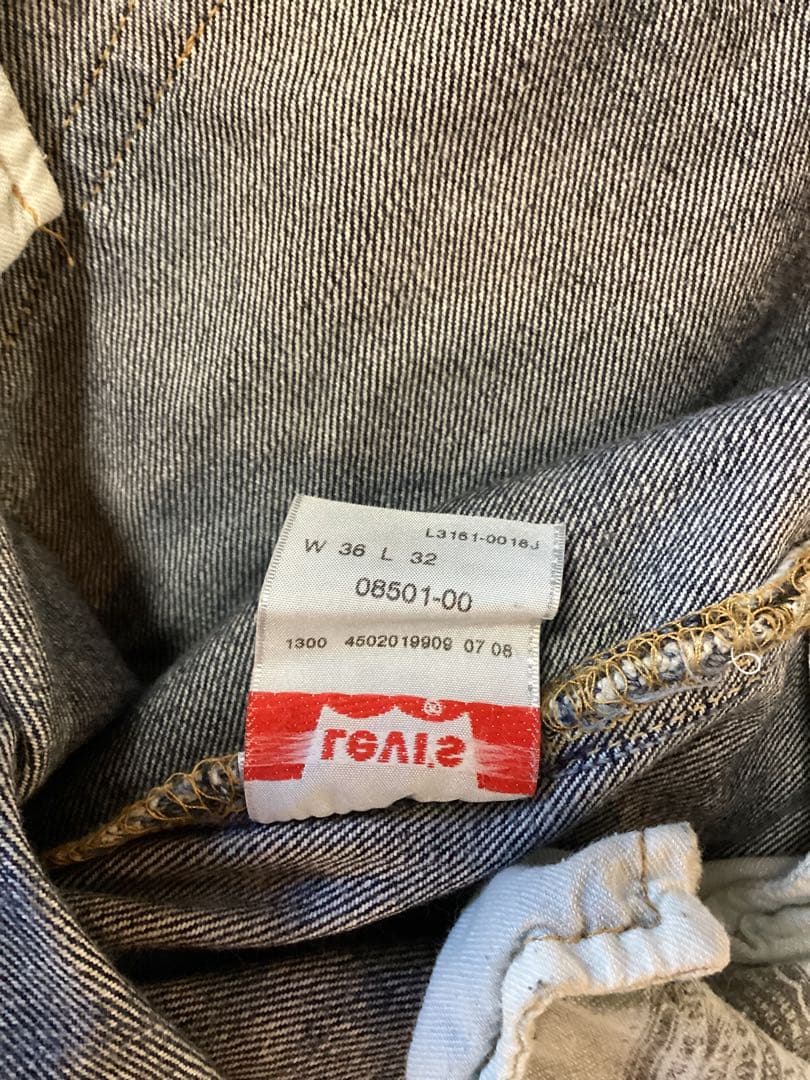 L3161-0016J
W 36 L 32
08501-00
1300 4502019909 07 08
Levi's ®